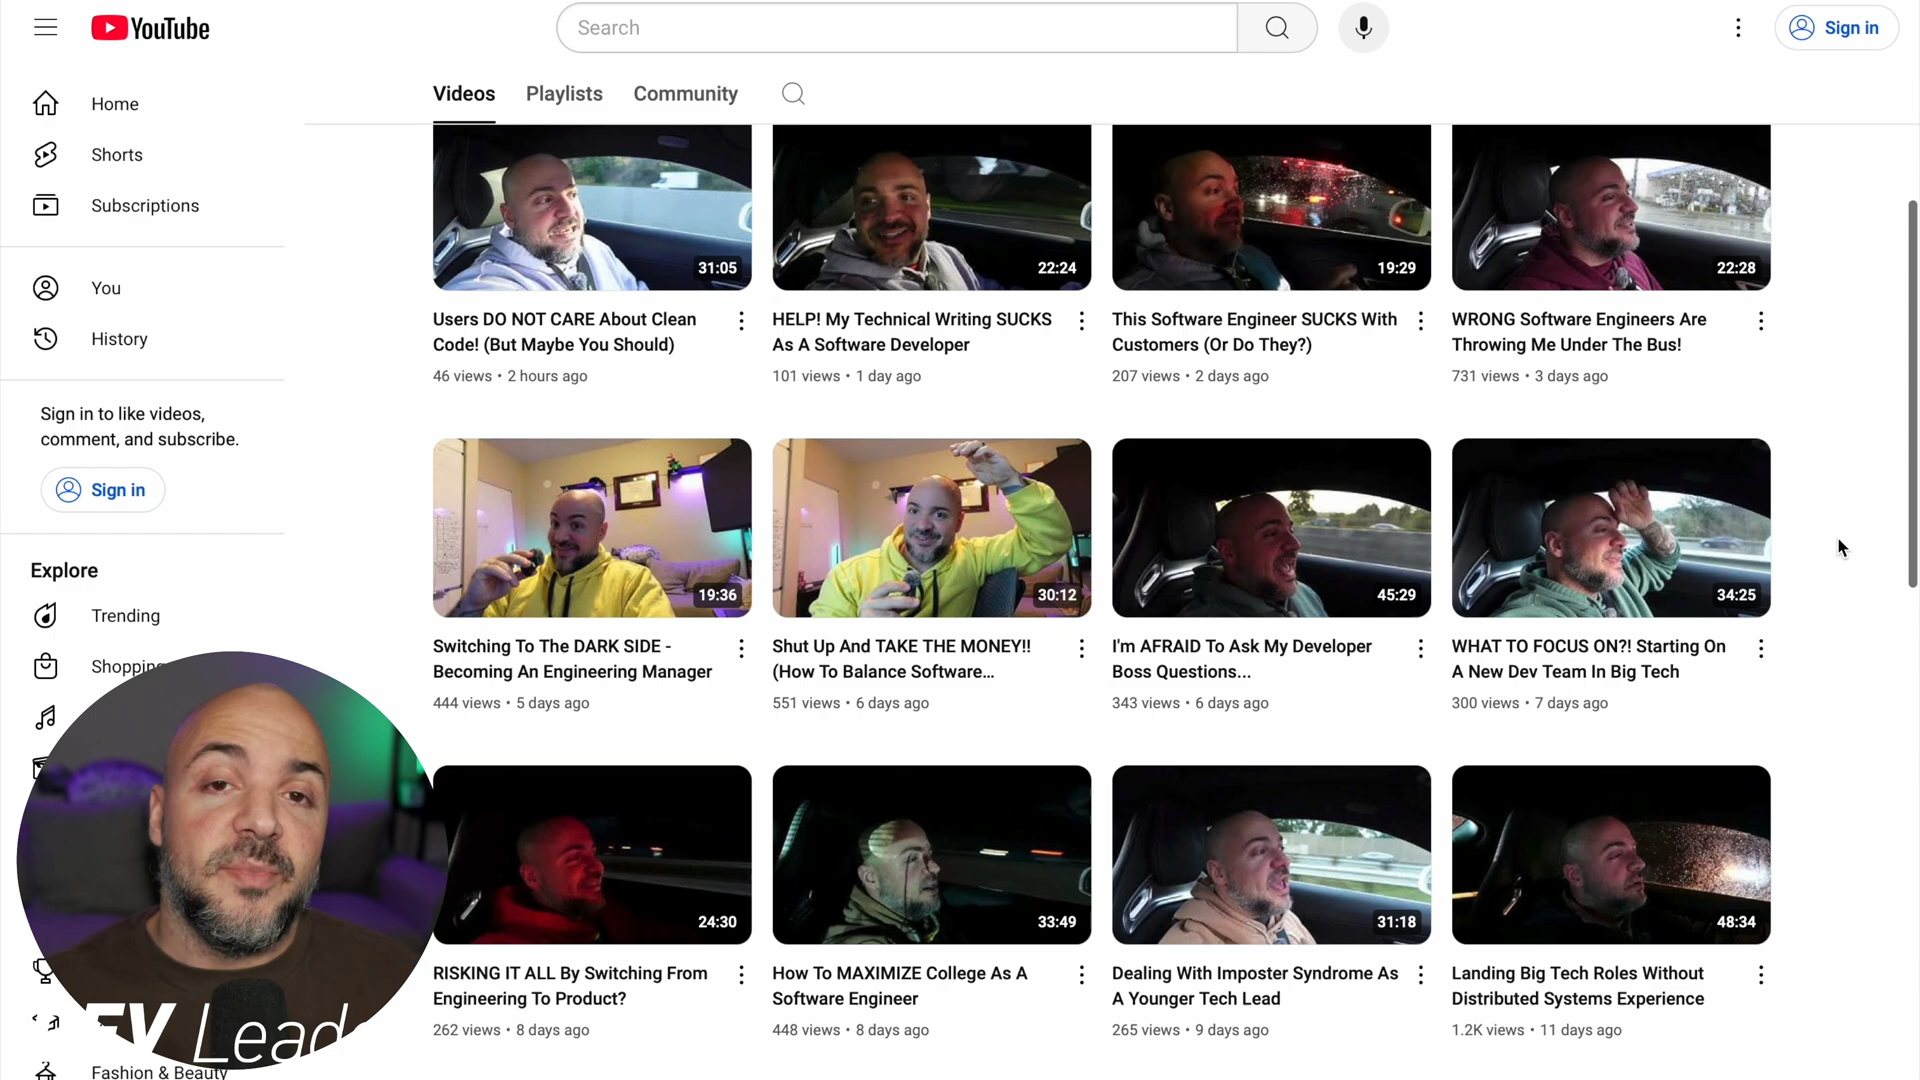 YouTube
Search
Sign in
Home
Shorts
Subscriptions
You
History
Sign in to like videos,
comment, and subscribe.
Sign in
Explore
Trending
Shopping
Fashion & Beauty
Videos Playlists Community
31:05
22:24
19:29
22:28
Users DO NOT CARE About Clean
Code! (But Maybe You Should)
46 views • 2 hours ago
HELP! My Technical Writing SUCKS
As A Software Developer
101 views • 1 day ago
This Software Engineer SUCKS With
Customers (Or Do They?)
207 views • 2 days ago
WRONG Software Engineers Are
Throwing Me Under The Bus!
731 views • 3 days ago
19:36
30:12
45:29
34:25
Switching To The DARK SIDE -
Becoming An Engineering Manager
444 views • 5 days ago
Shut Up And TAKE THE MONEY!!
(How To Balance Software...
551 views • 6 days ago
I'm AFRAID To Ask My Developer
Boss Questions...
343 views • 6 days ago
WHAT TO FOCUS ON?! Starting On
A New Dev Team In Big Tech
300 views • 7 days ago
24:30
33:49
31:18
48:34
RISKING IT ALL By Switching From
Engineering To Product?
262 views • 8 days ago
How To MAXIMIZE College As A
Software Engineer
448 views • 8 days ago
Dealing With Imposter Syndrome As
A Younger Tech Lead
265 views • 9 days ago
Landing Big Tech Roles Without
Distributed Systems Experience
1.2K views • 11 days ago